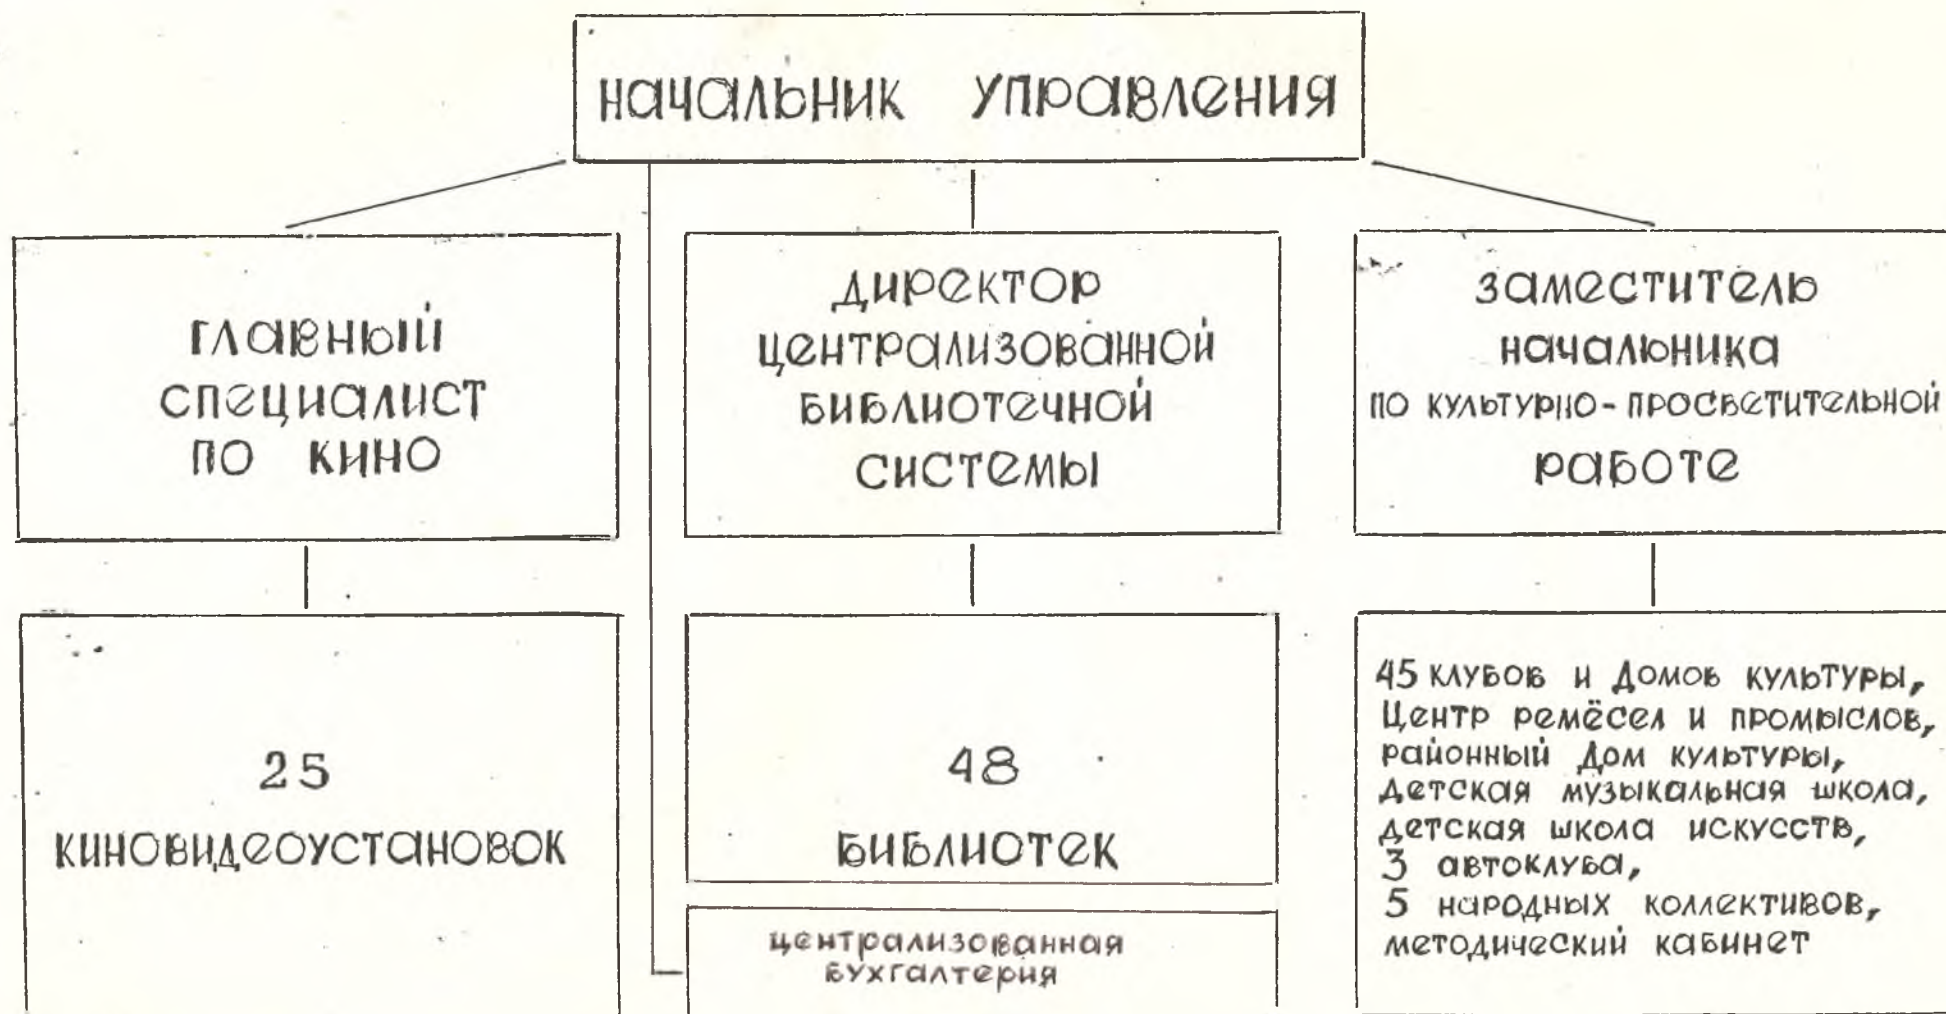 НАЧАЛЬНИК УПРАВЛЕНИЯ
ГЛАВНЫЙ
СПЕЦИАЛИСТ
ПО КИНО
ДИРЕКТОР
ЦЕНТРАЛИЗОВАННОЙ
БИБЛИОТЕЧНОЙ
СИСТЕМЫ
ЗАМЕСТИТЕЛЬ
НАЧАЛЬНИКА
ПО КУЛЬТУРНО-ПРОСВЕТИТЕЛЬНОЙ
РАБОТЕ
25
КИНОВИДЕОУСТАНОВОК
48
БИБЛИОТЕК
централизованная
бухгалтерия
45 клубов и Домов культуры,
Центр ремёсел и промыслов,
районный Дом культуры,
детская музыкальная школа,
детская школа искусств,
3 автоклуба,
5 народных коллективов,
методический кабинет